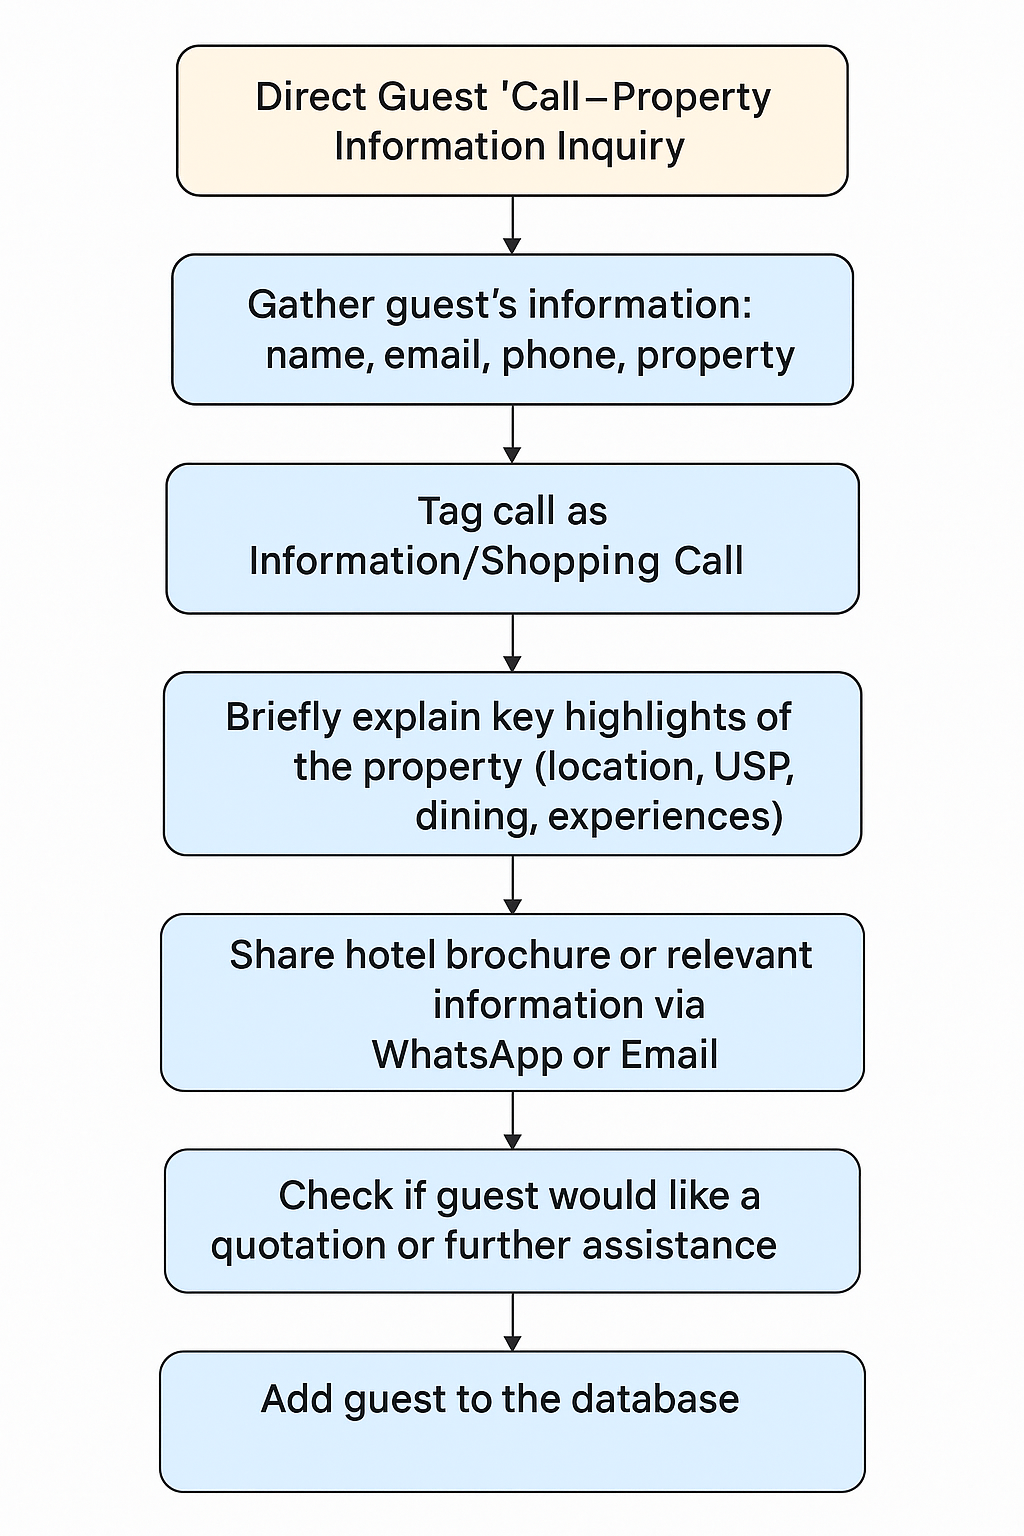 Direct Guest 'Call–Property
Information Inquiry
Gather guest's information:
name, email, phone, property
Tag call as
Information/Shopping Call
Briefly explain key highlights of
the property (location, USP,
dining, experiences)
Share hotel brochure or relevant
information via
WhatsApp or Email
Check if guest would like a
quotation or further assistance
Add guest to the database